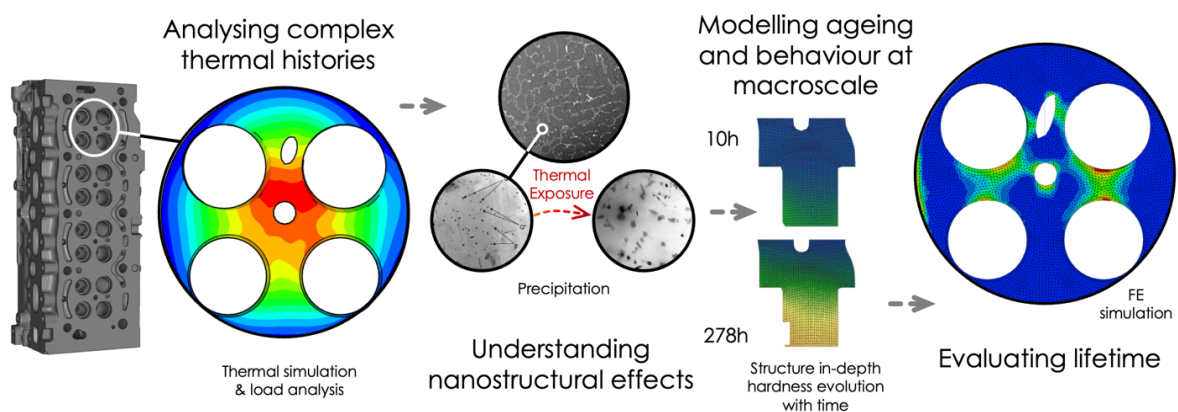 Analysing complex
thermal histories
Thermal simulation
& load analysis
Thermal
Exposure
Precipitation
Understanding
nanostructural effects
Modelling ageing
and behaviour at
macroscale
10h
278h
Structure in-depth
hardness evolution
with time
FE
simulation
Evaluating lifetime